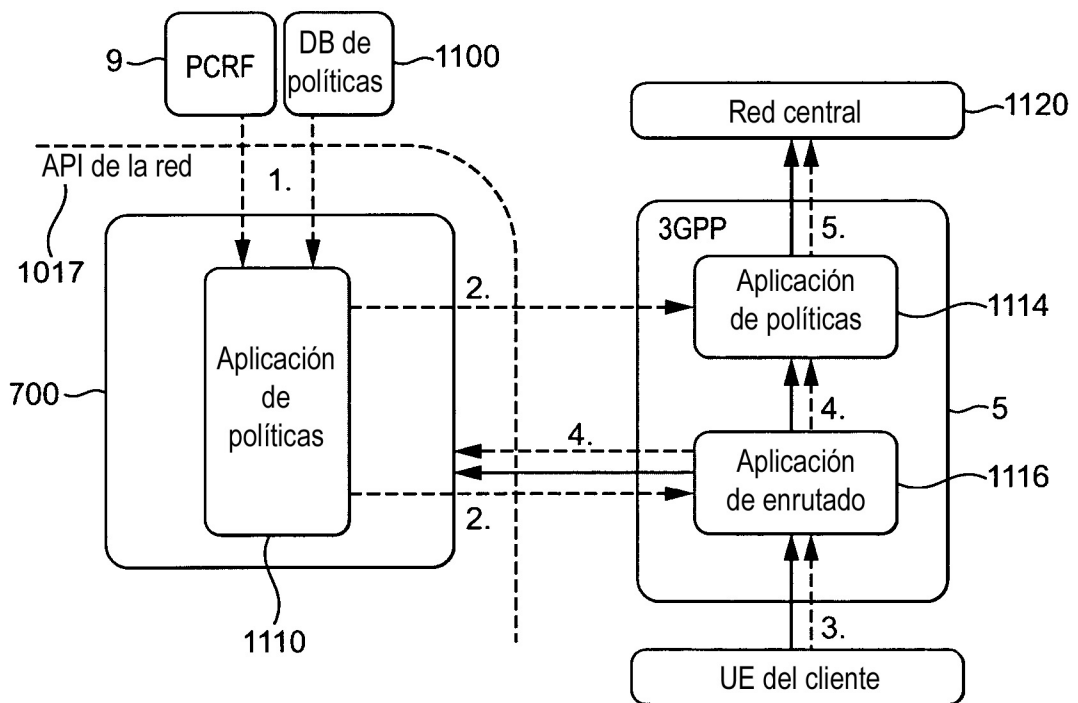 9
PCRF
DB de
políticas
1100
Red central
1120
API de la red
1.
1017
3GPP
5.
2.
Aplicación
de políticas
1114
Aplicación
de
políticas
700
4.
5
4.
Aplicación
de enrutado
1116
2.
1110
3.
UE del cliente